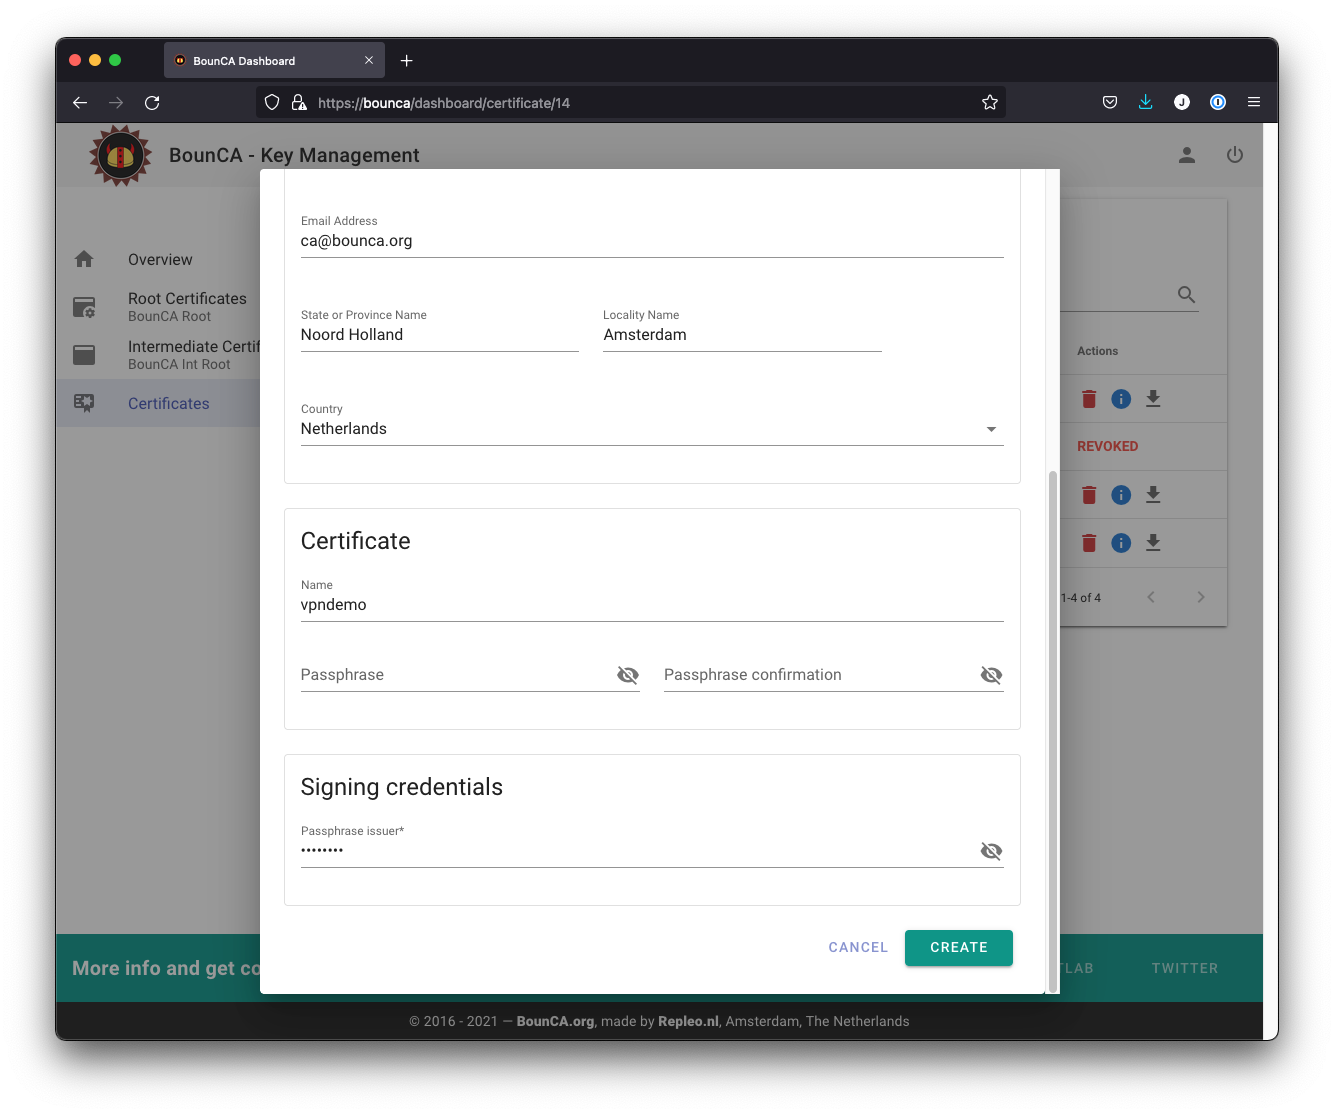 BounCA Dashboard
https://bounca/dashboard/certificate/14
J
BounCA - Key Management
Overview
Root Certificates
BounCA Root
Intermediate Certif
BounCA Int Root
Certificates
Email Address
ca@bounca.org
State or Province Name
Locality Name
Noord Holland
Amsterdam
Country
Netherlands
Certificate
Name
vpndemo
Passphrase
Passphrase confirmation
Signing credentials
Passphrase issuer*
••••••••
CANCEL
CREATE
Actions
REVOKED
1-4 of 4
More info and get co
TLAB
TWITTER
© 2016 - 2021 — BounCA.org, made by Repleo.nl, Amsterdam, The Netherlands